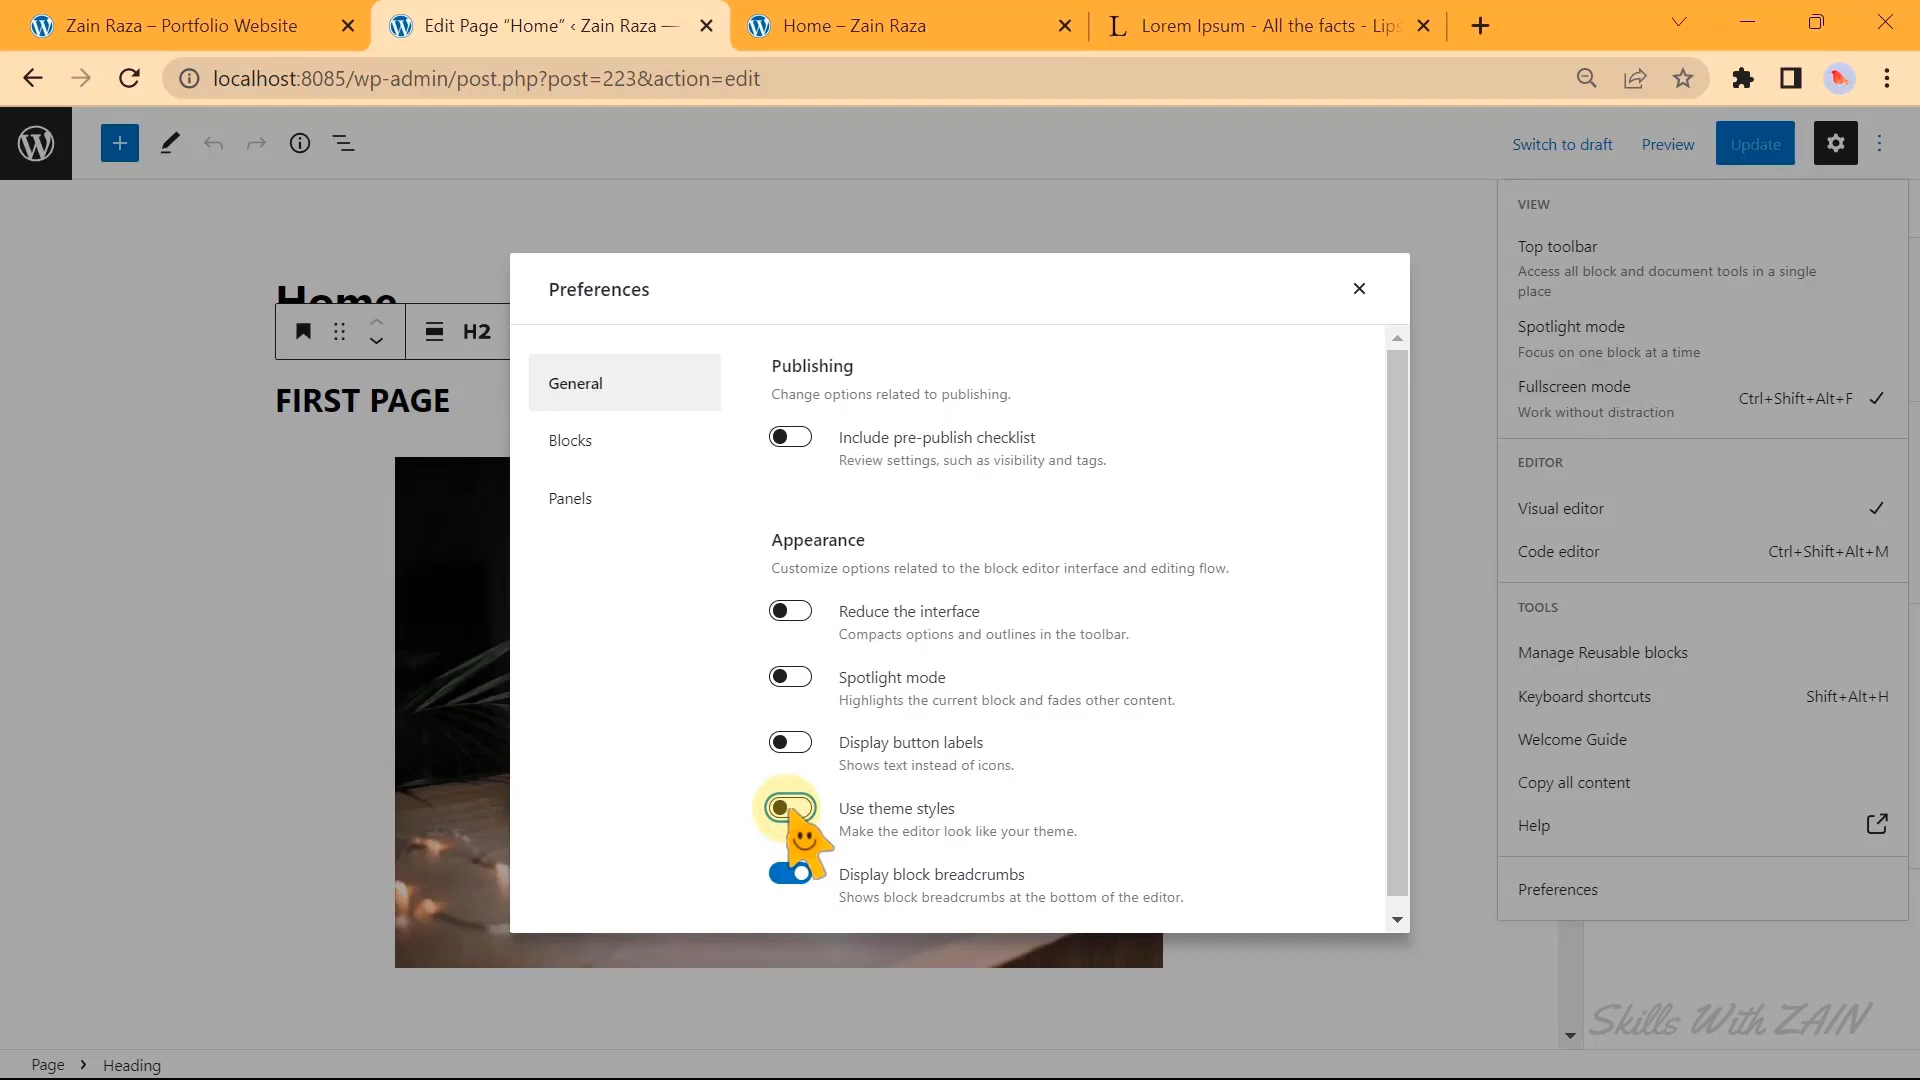 Zain Raza – Portfolio Website
Edit Page “Home” ‹ Zain Raza —
Home – Zain Raza
Lorem Ipsum - All the facts - Lips
localhost:8085/wp-admin/post.php?post=223&action=edit
Switch to draft
Preview
Update
VIEW
Top toolbar
Access all block and document tools in a single
place
Spotlight mode
Focus on one block at a time
Fullscreen mode
Work without distraction
Ctrl+Shift+Alt+F
EDITOR
Visual editor
Code editor
Ctrl+Shift+Alt+M
TOOLS
Manage Reusable blocks
Keyboard shortcuts
Shift+Alt+H
Welcome Guide
Copy all content
Help
Preferences
Home
H2
FIRST PAGE
Preferences
General
Blocks
Panels
Publishing
Change options related to publishing.
Include pre-publish checklist
Review settings, such as visibility and tags.
Appearance
Customize options related to the block editor interface and editing flow.
Reduce the interface
Compacts options and outlines in the toolbar.
Spotlight mode
Highlights the current block and fades other content.
Display button labels
Shows text instead of icons.
Use theme styles
Make the editor look like your theme.
Display block breadcrumbs
Shows block breadcrumbs at the bottom of the editor.
Skills With ZAIN
Page
Heading